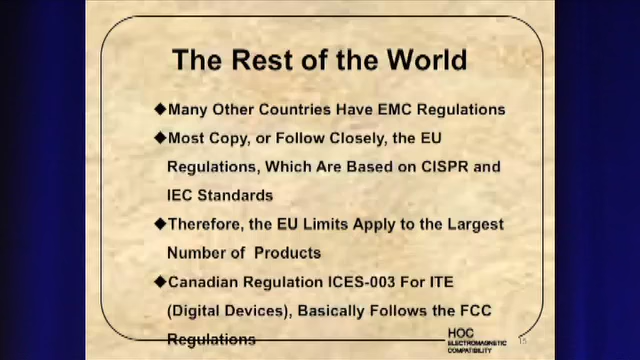 The Rest of the World
◆Many Other Countries Have EMC Regulations
◆Most Copy, or Follow Closely, the EU
Regulations, Which Are Based on CISPR and
IEC Standards
◆Therefore, the EU Limits Apply to the Largest
Number of Products
◆Canadian Regulation ICES-003 For ITE
(Digital Devices), Basically Follows the FCC
Regulations
HOC
ELECTROMAGNETIC
COMPATIBILITY
15